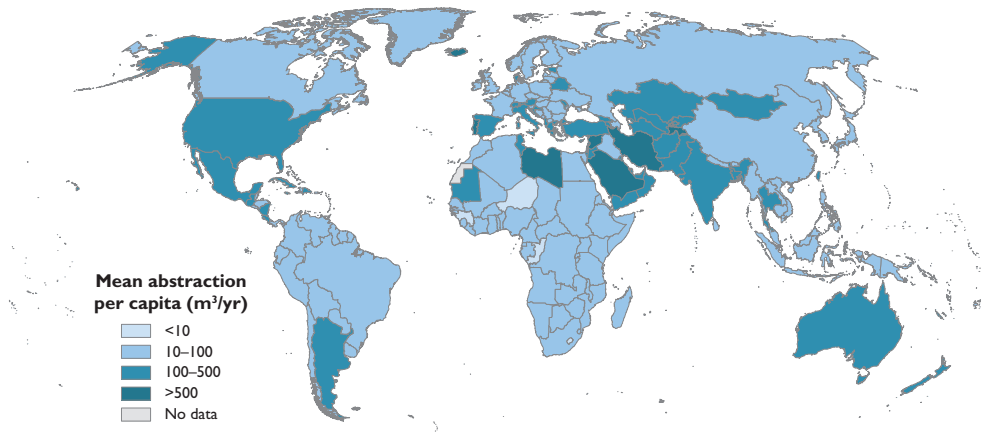 Mean abstraction
per capita (m³/yr)
<10
10–100
100–500
>500
No data